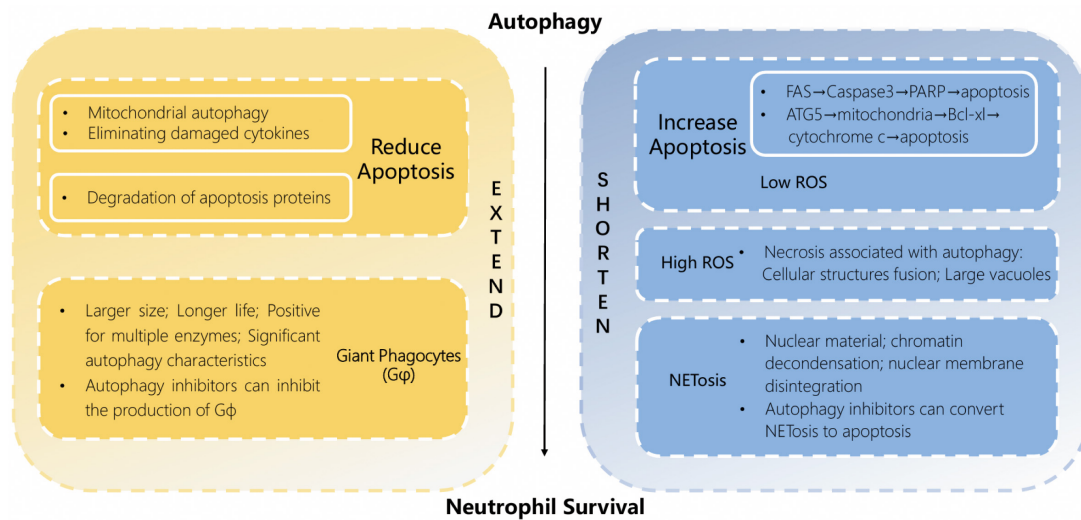 Autophagy
• Mitochondrial autophagy
• Eliminating damaged cytokines
Reduce
Apoptosis
• Degradation of apoptosis proteins
• Larger size; Longer life; Positive
for multiple enzymes; Significant
autophagy characteristics
• Autophagy inhibitors can inhibit
the production of Gϕ
Giant Phagocytes
(Gφ)
EXTEND
SHORTEN
Increase
Apoptosis
• FAS→Caspase3→PARP→apoptosis
• ATG5→mitochondria→Bcl-xl→
cytochrome c→apoptosis
Low ROS
High ROS
• Necrosis associated with autophagy:
Cellular structures fusion; Large vacuoles
NETosis
• Nuclear material; chromatin
decondensation; nuclear membrane
disintegration
• Autophagy inhibitors can convert
NETosis to apoptosis
Neutrophil Survival